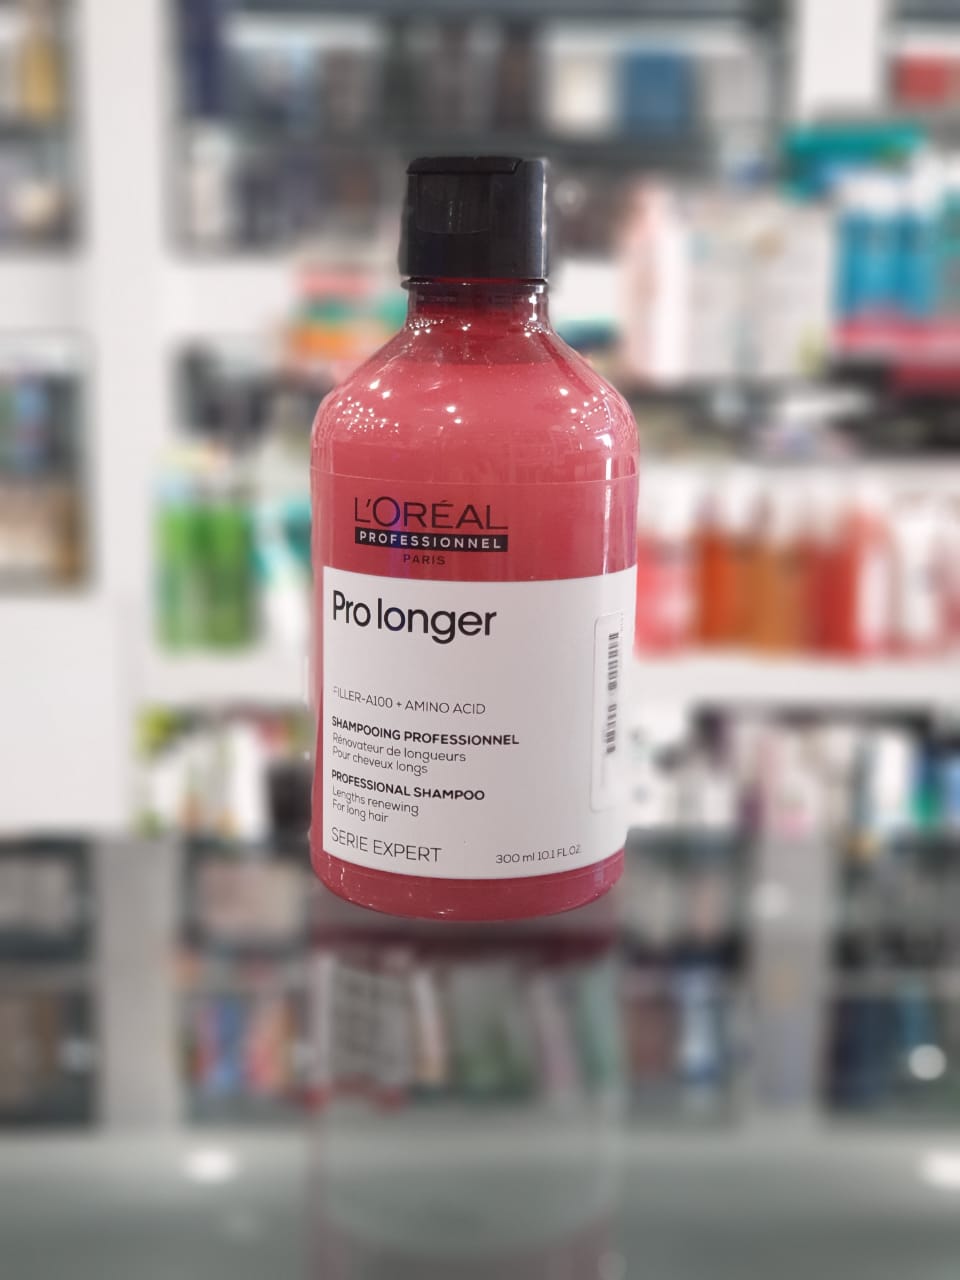 L'ORÉAL
PROFESSIONNEL
PARIS
Pro longer
FILLER-A100 + AMINO ACID
SHAMPOOING PROFESSIONNEL
Rénovateur de longueurs
Pour cheveux longs
PROFESSIONAL SHAMPOO
Lengths renewing
For long hair
SERIE EXPERT
300 ml 10.1 FL.OZ.